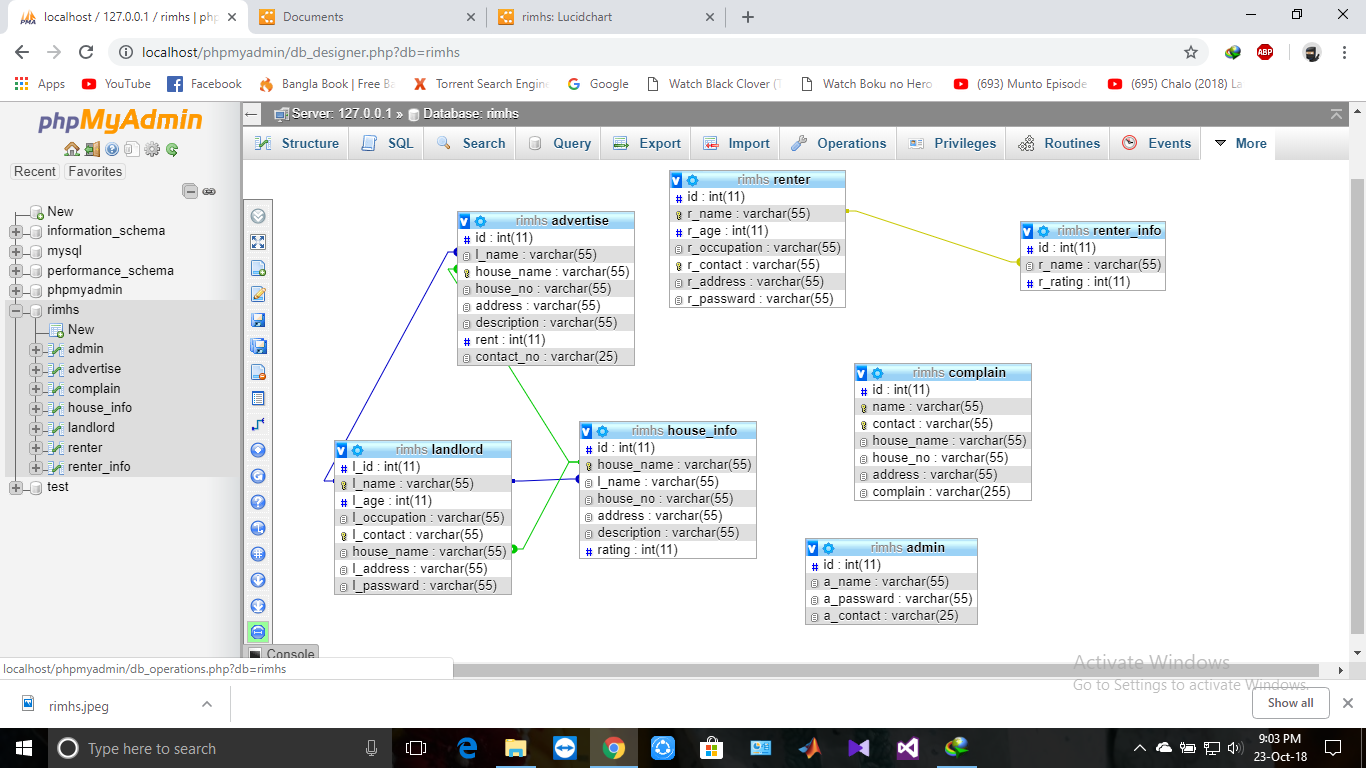 localhost / 127.0.0.1 / rimhs | php
Documents
rimhs: Lucidchart
localhost/phpmyadmin/db_designer.php?db=rimhs
ABP
Apps
YouTube
Facebook
Bangla Book | Free B
Torrent Search Engin
Google
Watch Black Clover (
Watch Boku no Hero
(693) Munto Episode
(695) Chalo (2018) La
phpMyAdmin
Recent
Favorites
New
information_schema
mysql
performance_schema
phpmyadmin
rimhs
New
admin
advertise
complain
house_info
landlord
renter
renter_info
test
Server: 127.0.0.1 » Database: rimhs
Structure
SQL
Search
Query
Export
Import
Operations
Privileges
Routines
Events
More
rimhs advertise
id : int(11)
l_name : varchar(55)
house_name : varchar(55)
house_no : varchar(55)
address : varchar(55)
description : varchar(55)
rent : int(11)
contact_no : varchar(25)
rimhs renter
id : int(11)
r_name : varchar(55)
r_age : int(11)
r_occupation : varchar(55)
r_contact : varchar(55)
r_address : varchar(55)
r_passward : varchar(55)
rimhs renter_info
id : int(11)
r_name : varchar(55)
r_rating : int(11)
rimhs complain
id : int(11)
name : varchar(55)
contact : varchar(55)
house_name : varchar(55)
house_no : varchar(55)
address : varchar(55)
complain : varchar(255)
rimhs landlord
l_id : int(11)
l_name : varchar(55)
l_age : int(11)
l_occupation : varchar(55)
l_contact : varchar(55)
house_name : varchar(55)
l_address : varchar(55)
l_passward : varchar(55)
rimhs house_info
id : int(11)
house_name : varchar(55)
l_name : varchar(55)
house_no : varchar(55)
address : varchar(55)
description : varchar(55)
rating : int(11)
rimhs admin
id : int(11)
a_name : varchar(55)
a_passward : varchar(55)
a_contact : varchar(25)
Console
localhost/phpmyadmin/db_operations.php?db=rimhs
Activate Windows
Go to Settings to activate Windows.
rimhs.jpeg
Show all
Type here to search
9:03 PM
23-Oct-18